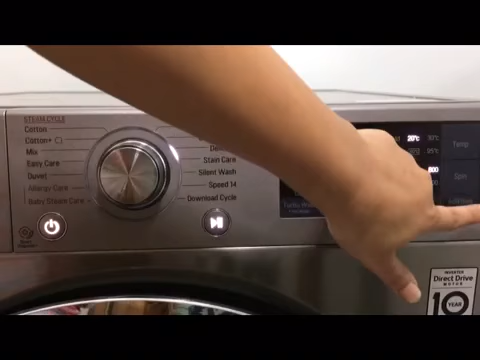 STEAM CYCLE
Cotton
Cotton+
Mix
Easy Care
Duvet
Allergy Care
Baby Steam Care
Stain Care
Silent Wash
Speed 14
Download Cycle
20℃
95℃
800
Temp.
Spin
INVERTER
Direct Drive
MOTOR
10
YEAR